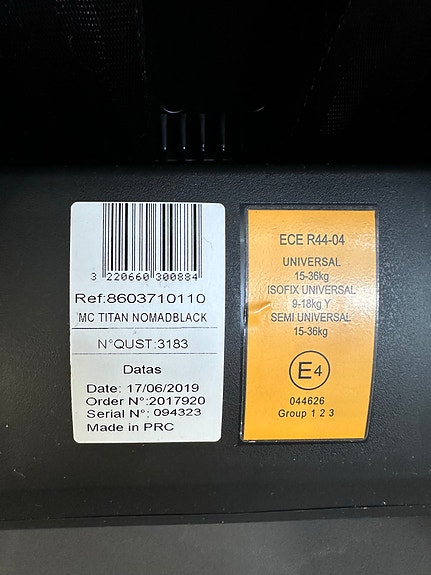 3 220660 300884
Ref:8603710110
MC TITAN NOMADBLACK
N°QUST:3183
Datas
Date: 17/06/2019
Order N°:2017920
Serial N°: 094323
Made in PRC
ECE R44-04
UNIVERSAL
15-36kg
ISOFIX UNIVERSAL
9-18kg Y
SEMI UNIVERSAL
15-36kg
E4
044626
Group 1 2 3